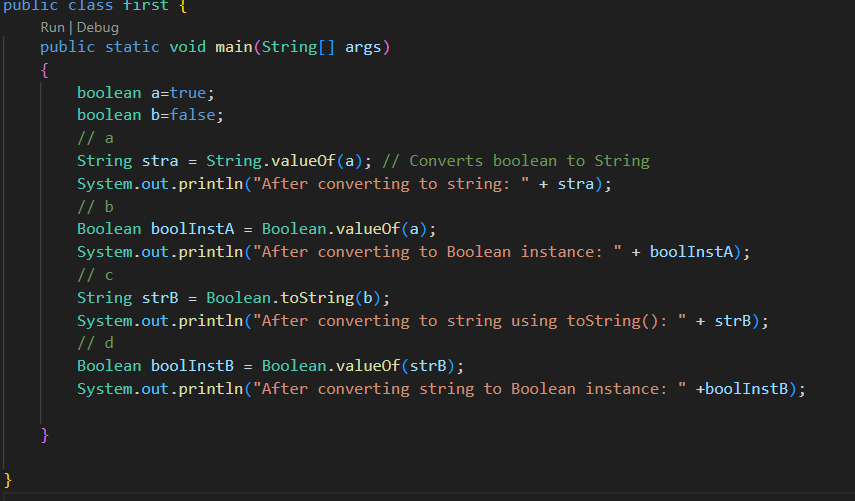 public class first {
Run | Debug
public static void main(String[] args)
{
boolean a=true;
boolean b=false;
// a
String stra = String.valueOf(a); // Converts boolean to String
System.out.println("After converting to string: " + stra);
// b
Boolean boolInstA = Boolean.valueOf(a);
System.out.println("After converting to Boolean instance: " + boolInstA);
// c
String strB = Boolean.toString(b);
System.out.println("After converting to string using toString(): " + strB);
// d
Boolean boolInstB = Boolean.valueOf(strB);
System.out.println("After converting string to Boolean instance: " +boolInstB);
}
}